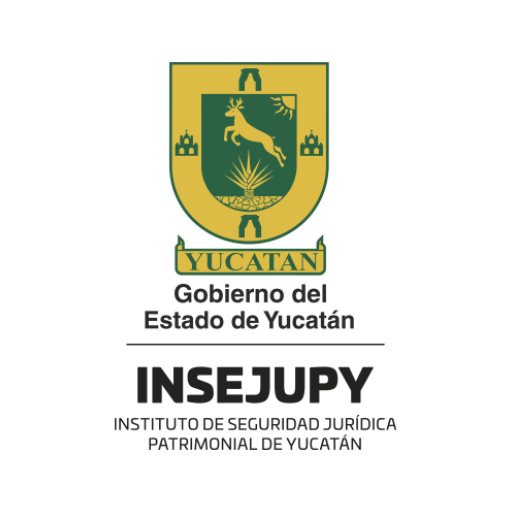 YUCATAN
Gobierno del
Estado de Yucatán
INSEJUPY
INSTITUTO DE SEGURIDAD JURÍDICA
PATRIMONIAL DE YUCATÁN